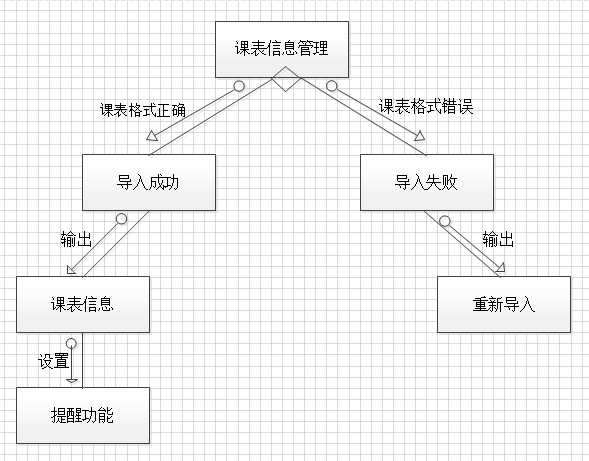 课表信息管理
课表格式正确
课表格式错误
导入成功
导入失败
输出
输出
课表信息
重新导入
设置
提醒功能